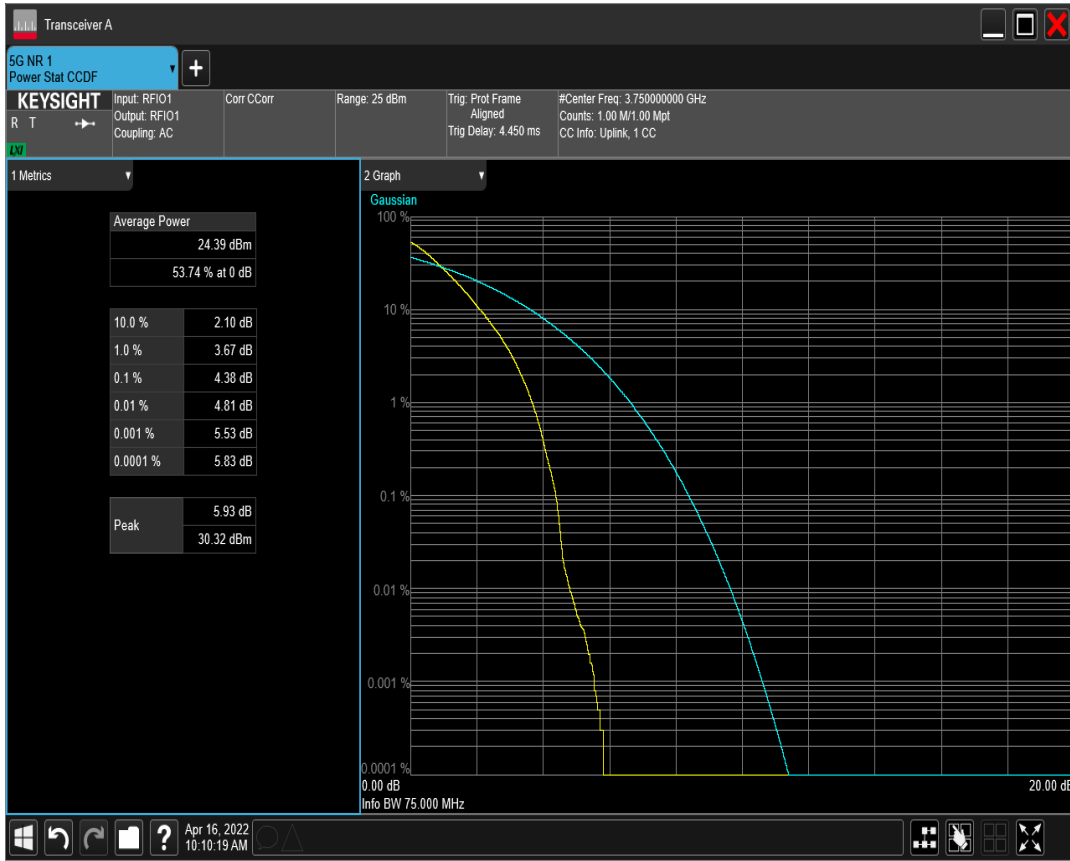 Transceiver A
5G NR 1
Power Stat CCDF
+
KEYSIGHT
R T
LXI
Input: RFIO1
Output: RFIO1
Coupling: AC
Corr CCorr
Range: 25 dBm
Trig: Prot Frame
Aligned
Trig Delay: 4.450 ms
#Center Freq: 3.750000000 GHz
Counts: 1.00 M/1.00 Mpt
CC Info: Uplink, 1 CC
1 Metrics
Average Power
24.39 dBm
53.74 % at 0 dB
10.0 % 2.10 dB
1.0 % 3.67 dB
0.1 % 4.38 dB
0.01 % 4.81 dB
0.001 % 5.53 dB
0.0001 % 5.83 dB
Peak 5.93 dB
30.32 dBm
2 Graph
Gaussian
100 %
10 %
1 %
0.1 %
0.01 %
0.001 %
0.0001 %
0.00 dB 20.00 dB
Info BW 75.000 MHz
?
Apr 16, 2022
10:10:19 AM